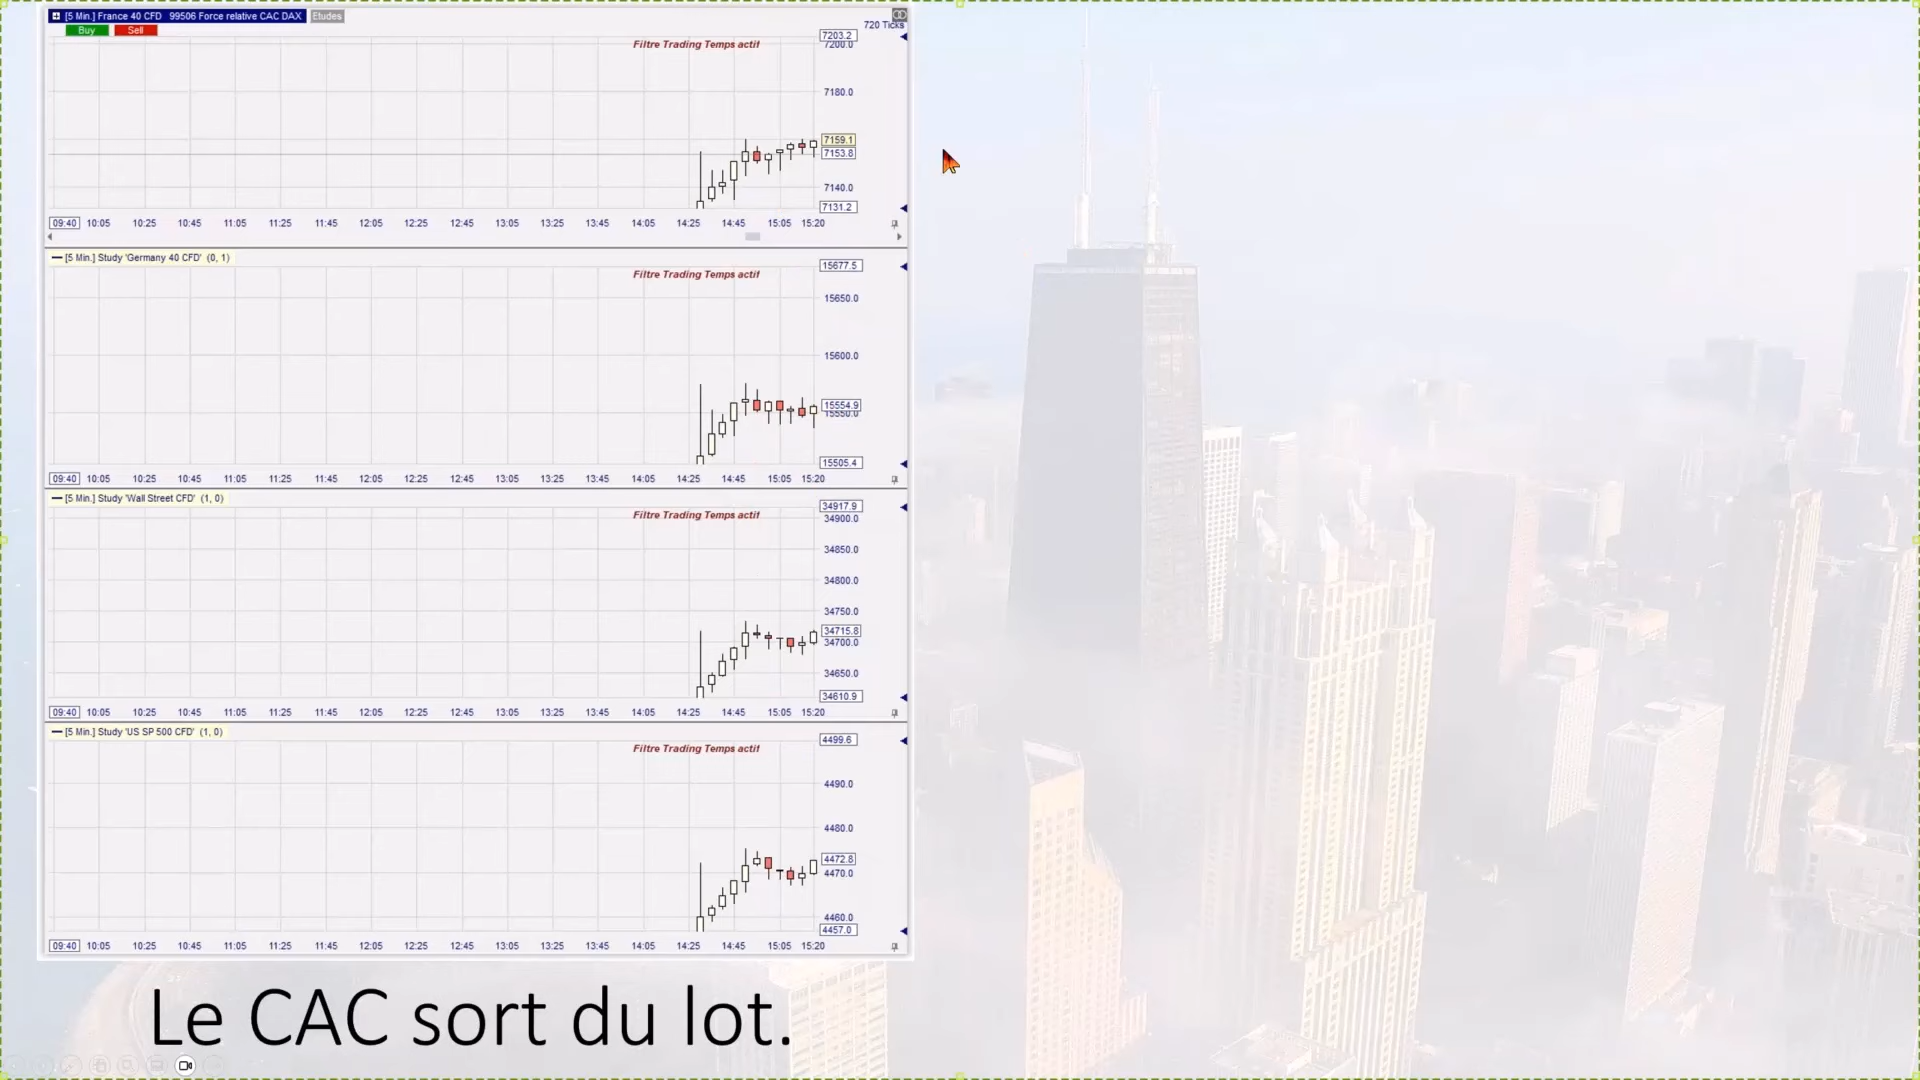 [5 Min.] France 40 CFD 99506 Force relative CAC DAX Etudes
720 Ticks
Buy Sell
Filtre Trading Temps actif
7203.2
7200.0
7180.0
7159.1
7153.8
7140.0
7131.2
09:40 10:05 10:25 10:45 11:05 11:25 11:45 12:05 12:25 12:45 13:05 13:25 13:45 14:05 14:25 14:45 15:05 15:20
[5 Min.] Study 'Germany 40 CFD' (0, 1)
Filtre Trading Temps actif
15677.5
15650.0
15600.0
15554.9
15550.0
15505.4
09:40 10:05 10:25 10:45 11:05 11:25 11:45 12:05 12:25 12:45 13:05 13:25 13:45 14:05 14:25 14:45 15:05 15:20
[5 Min.] Study 'Wall Street CFD' (1, 0)
Filtre Trading Temps actif
34917.9
34900.0
34850.0
34800.0
34750.0
34715.8
34700.0
34650.0
34610.9
09:40 10:05 10:25 10:45 11:05 11:25 11:45 12:05 12:25 12:45 13:05 13:25 13:45 14:05 14:25 14:45 15:05 15:20
[5 Min.] Study 'US SP 500 CFD' (1, 0)
Filtre Trading Temps actif
4499.6
4490.0
4480.0
4472.8
4470.0
4460.0
4457.0
09:40 10:05 10:25 10:45 11:05 11:25 11:45 12:05 12:25 12:45 13:05 13:25 13:45 14:05 14:25 14:45 15:05 15:20
Le CAC sort du lot.